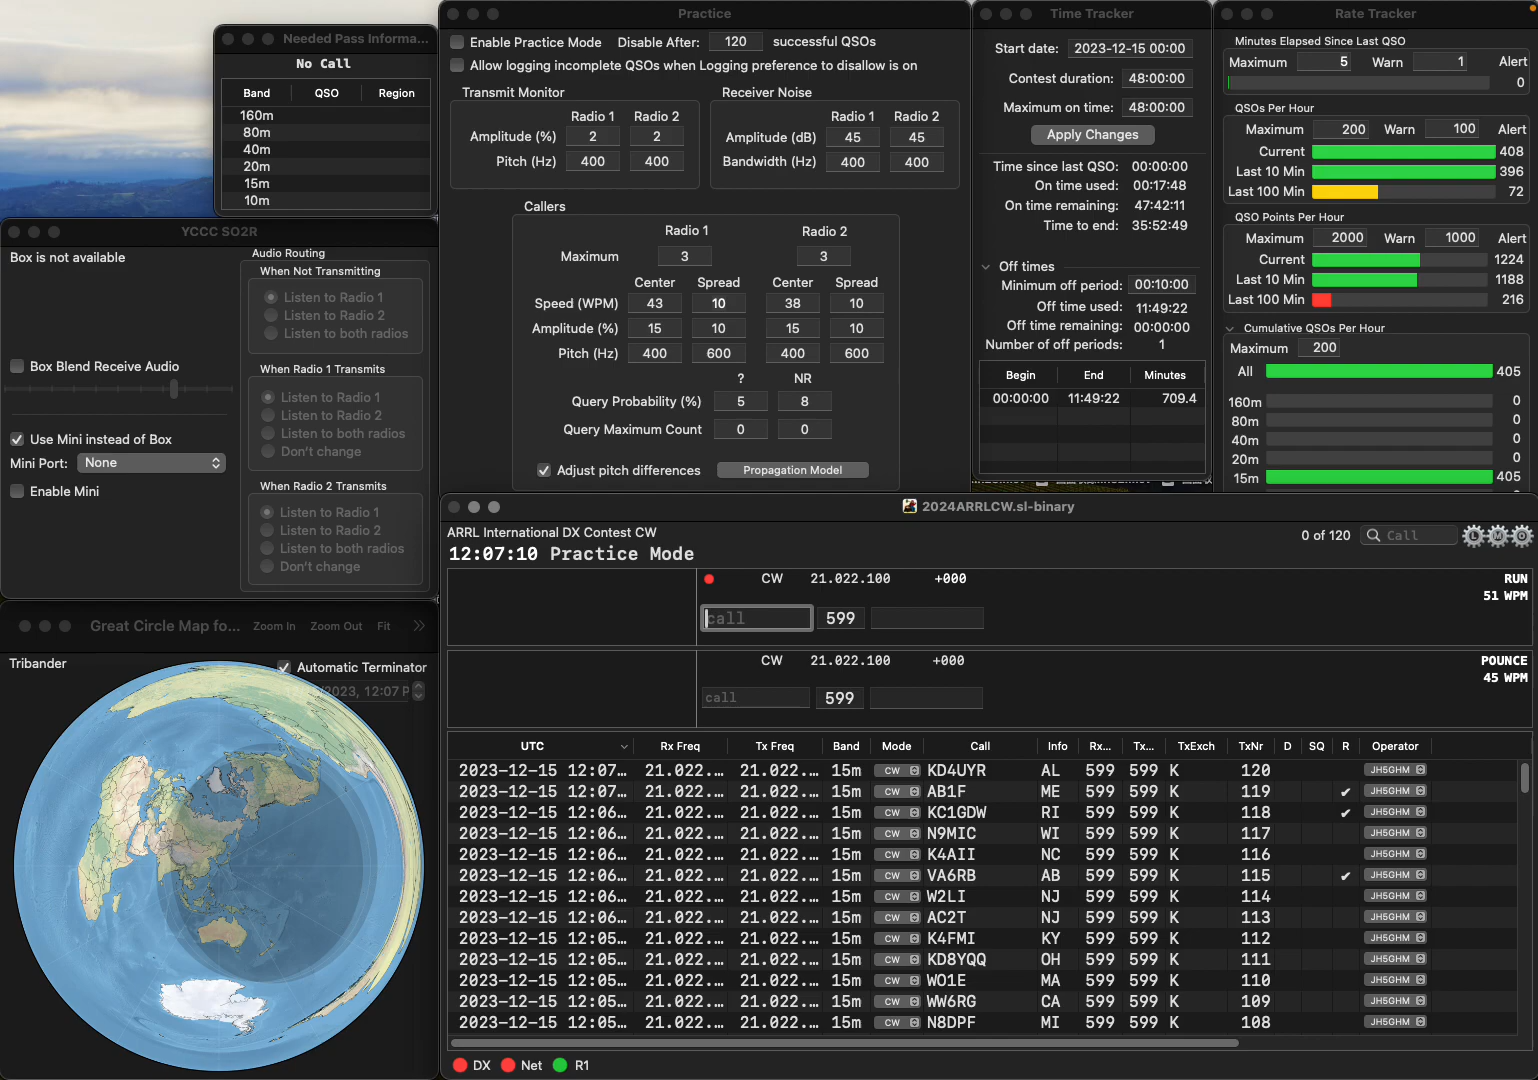 Needed Pass Informa...
No Call
Band QSO Region
160m
80m
40m
20m
15m
10m
YCCC SO2R
Box is not available
Audio Routing
When Not Transmitting
Listen to Radio 1
Listen to Radio 2
Listen to both radios
Box Blend Receive Audio
When Radio 1 Transmits
Listen to Radio 1
Listen to Radio 2
Listen to both radios
Don't change
Use Mini instead of Box
Mini Port: None
Enable Mini
When Radio 2 Transmits
Listen to Radio 1
Listen to Radio 2
Listen to both radios
Don't change
Great Circle Map fo... Zoom In Zoom Out Fit
Tribander
Automatic Terminator
/2023, 12:07 P
Practice
Enable Practice Mode Disable After: 120 successful QSOs
Allow logging incomplete QSOs when Logging preference to disallow is on
Transmit Monitor
Radio 1 Radio 2
Amplitude (%) 2 2
Pitch (Hz) 400 400
Receiver Noise
Radio 1 Radio 2
Amplitude (dB) 45 45
Bandwidth (Hz) 400 400
Callers
Radio 1 Radio 2
Maximum 3 3
Center Spread Center Spread
Speed (WPM) 43 10 38 10
Amplitude (%) 15 10 15 10
Pitch (Hz) 400 600 400 600
? NR
Query Probability (%) 5 8
Query Maximum Count 0 0
Adjust pitch differences Propagation Model
Time Tracker
Start date: 2023-12-15 00:00
Contest duration: 48:00:00
Maximum on time: 48:00:00
Apply Changes
Time since last QSO: 00:00:00
On time used: 00:17:48
On time remaining: 47:42:11
Time to end: 35:52:49
Off times
Minimum off period: 00:10:00
Off time used: 11:49:22
Off time remaining: 00:00:00
Number of off periods: 1
Begin End Minutes
00:00:00 11:49:22 709.4
Rate Tracker
Minutes Elapsed Since Last QSO
Maximum 5 Warn 1 Alert
0
QSOs Per Hour
Maximum 200 Warn 100 Alert
Current 408
Last 10 Min 396
Last 100 Min 72
QSO Points Per Hour
Maximum 2000 Warn 1000 Alert
Current 1224
Last 10 Min 1188
Last 100 Min 216
Cumulative QSOs Per Hour
Maximum 200
All 405
160m 0
80m 0
40m 0
20m 0
15m 405
2024ARRLCW.sl-binary
ARRL International DX Contest CW
0 of 120 Call
12:07:10 Practice Mode
CW 21.022.100 +000 RUN
51 WPM
call 599
CW 21.022.100 +000 POUNCE
45 WPM
call 599
UTC Rx Freq Tx Freq Band Mode Call Info Rx... Tx... TxExch TxNr D SQ R Operator
2023-12-15 12:07... 21.022.... 21.022.... 15m CW KD4UYR AL 599 599 K 120 JH5GHM
2023-12-15 12:07... 21.022.... 21.022.... 15m CW AB1F ME 599 599 K 119 ✔ JH5GHM
2023-12-15 12:06... 21.022.... 21.022.... 15m CW KC1GDW RI 599 599 K 118 ✔ JH5GHM
2023-12-15 12:06... 21.022.... 21.022.... 15m CW N9MIC WI 599 599 K 117 JH5GHM
2023-12-15 12:06... 21.022.... 21.022.... 15m CW K4AII NC 599 599 K 116 JH5GHM
2023-12-15 12:06... 21.022.... 21.022.... 15m CW VA6RB AB 599 599 K 115 ✔ JH5GHM
2023-12-15 12:06... 21.022.... 21.022.... 15m CW W2LI NJ 599 599 K 114 JH5GHM
2023-12-15 12:06... 21.022.... 21.022.... 15m CW AC2T NJ 599 599 K 113 JH5GHM
2023-12-15 12:05... 21.022.... 21.022.... 15m CW K4FMI KY 599 599 K 112 JH5GHM
2023-12-15 12:05... 21.022.... 21.022.... 15m CW KD8YQQ OH 599 599 K 111 JH5GHM
2023-12-15 12:05... 21.022.... 21.022.... 15m CW WO1E MA 599 599 K 110 JH5GHM
2023-12-15 12:05... 21.022.... 21.022.... 15m CW WW6RG CA 599 599 K 109 JH5GHM
2023-12-15 12:05... 21.022.... 21.022.... 15m CW N8DPF MI 599 599 K 108 JH5GHM
DX Net R1